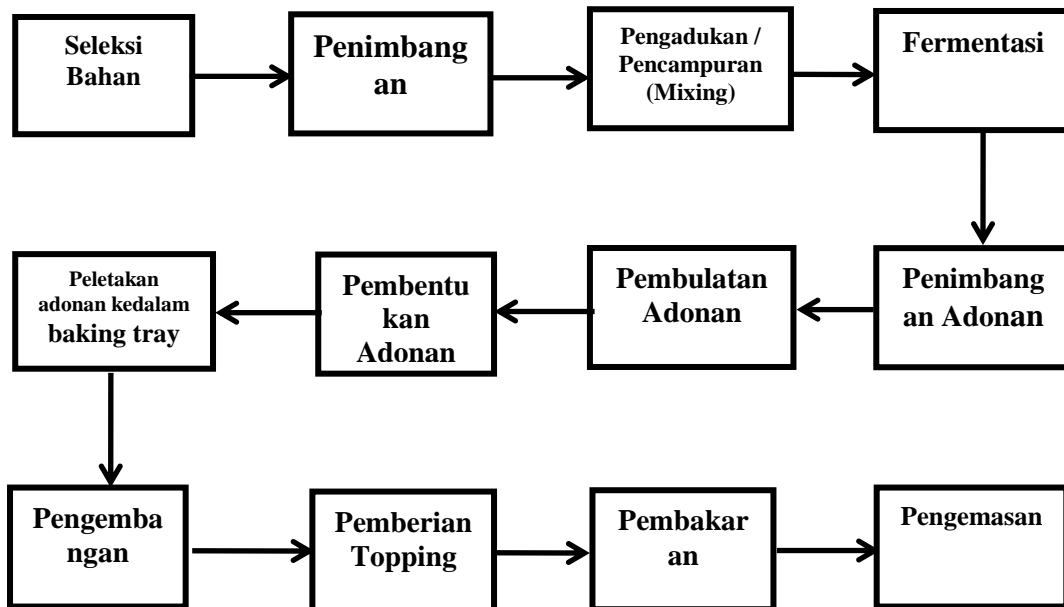 Seleksi
Bahan
Penimbang
an
Pengadukan /
Pencampuran
(Mixing)
Fermentasi
Penimbang
an Adonan
Pembulatan
Adonan
Pembentu
kan
Adonan
Peletakan
adonan kedalam
baking tray
Pengemba
ngan
Pemberian
Topping
Pembakar
an
Pengemasan